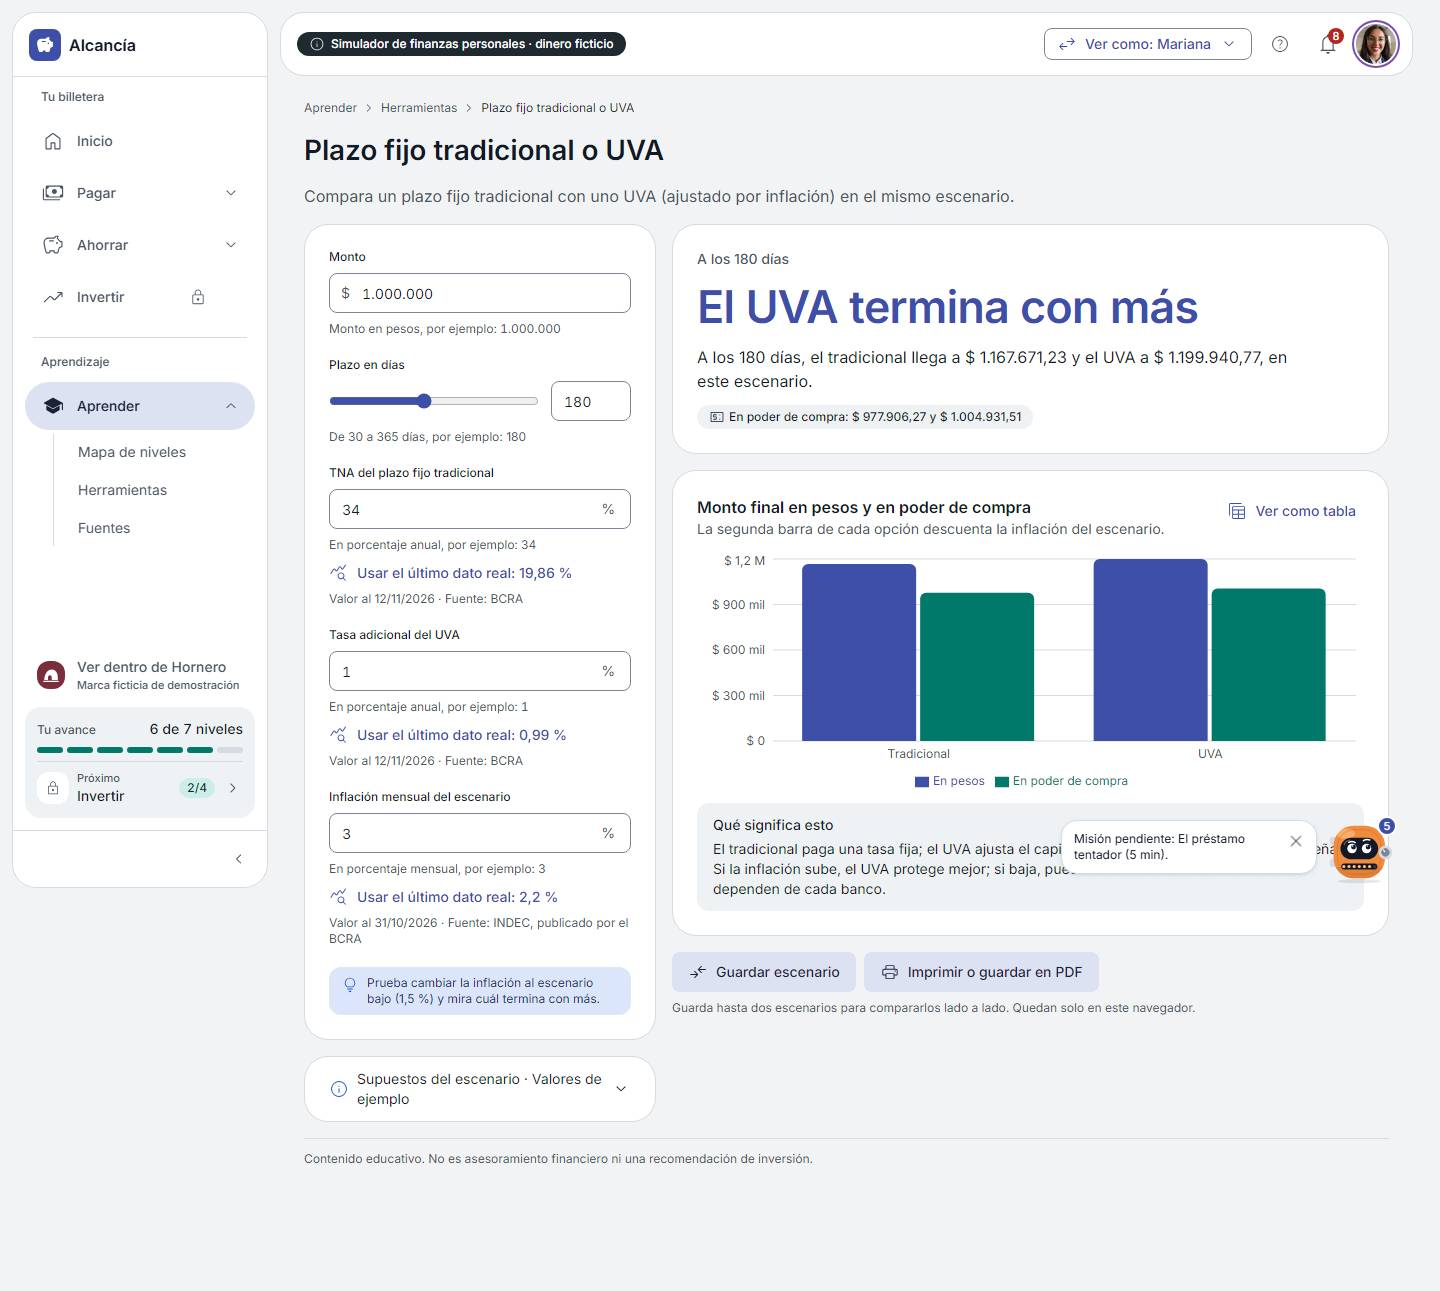 Alcancía
Tu billetera
Inicio
Pagar
Ahorrar
Invertir
Aprendizaje
Aprender
Mapa de niveles
Herramientas
Fuentes
Ver dentro de Hornero
Marca ficticia de demostración
Tu avance
6 de 7 niveles
Próximo
Invertir
2/4
Simulador de finanzas personales · dinero ficticio
Ver como: Mariana
8
Aprender > Herramientas > Plazo fijo tradicional o UVA
Plazo fijo tradicional o UVA
Compara un plazo fijo tradicional con uno UVA (ajustado por inflación) en el mismo escenario.
Monto
$ 1.000.000
Monto en pesos, por ejemplo: 1.000.000
Plazo en días
180
De 30 a 365 días, por ejemplo: 180
TNA del plazo fijo tradicional
34 %
En porcentaje anual, por ejemplo: 34
Usar el último dato real: 19,86 %
Valor al 12/11/2026 · Fuente: BCRA
Tasa adicional del UVA
1 %
En porcentaje anual, por ejemplo: 1
Usar el último dato real: 0,99 %
Valor al 12/11/2026 · Fuente: BCRA
Inflación mensual del escenario
3 %
En porcentaje mensual, por ejemplo: 3
Usar el último dato real: 2,2 %
Valor al 31/10/2026 · Fuente: INDEC, publicado por el
BCRA
Prueba cambiar la inflación al escenario
bajo (1,5 %) y mira cuál termina con más.
Supuestos del escenario · Valores de
ejemplo
A los 180 días
El UVA termina con más
A los 180 días, el tradicional llega a $ 1.167.671,23 y el UVA a $ 1.199.940,77, en
este escenario.
En poder de compra: $ 977.906,27 y $ 1.004.931,51
Monto final en pesos y en poder de compra
La segunda barra de cada opción descuenta la inflación del escenario.
Ver como tabla
$ 1,2 M
$ 900 mil
$ 600 mil
$ 300 mil
$ 0
Tradicional
UVA
En pesos
En poder de compra
Qué significa esto
El tradicional paga una tasa fija; el UVA ajusta el
Si la inflación sube, el UVA protege mejor; si baja,
dependen de cada banco.
Misión pendiente: El préstamo
tentador (5 min).
5
Guardar escenario
Imprimir o guardar en PDF
Guarda hasta dos escenarios para compararlos lado a lado. Quedan solo en este navegador.
Contenido educativo. No es asesoramiento financiero ni una recomendación de inversión.